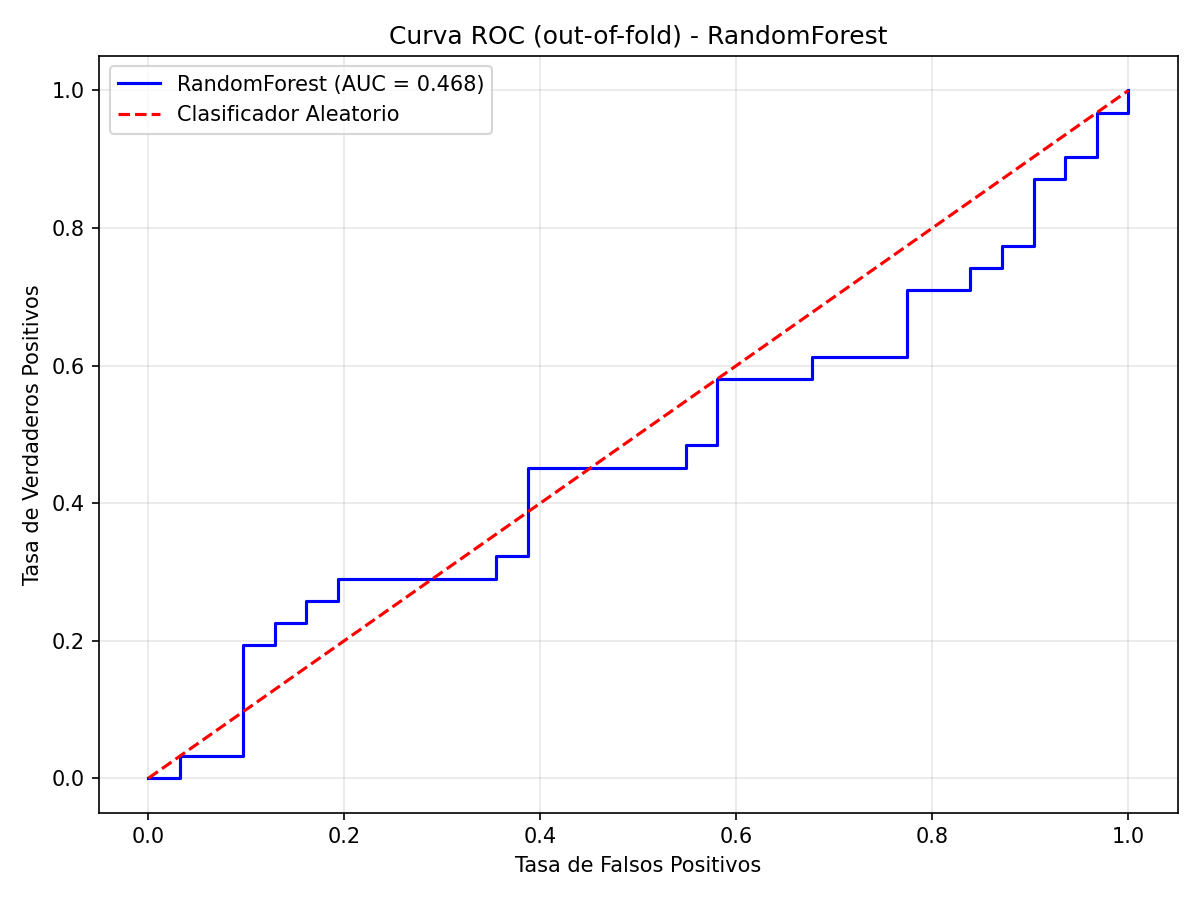 Curva ROC (out-of-fold) - RandomForest
RandomForest (AUC = 0.468)
Clasificador Aleatorio
1.0
0.8
0.6
0.4
0.2
0.0
Tasa de Verdaderos Positivos
0.0 0.2 0.4 0.6 0.8 1.0
Tasa de Falsos Positivos